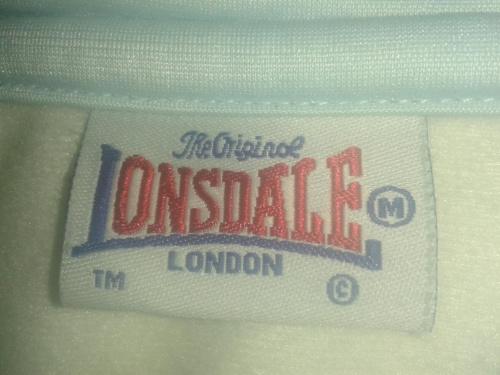 The Original
LONSDALE M
LONDON
TM ©